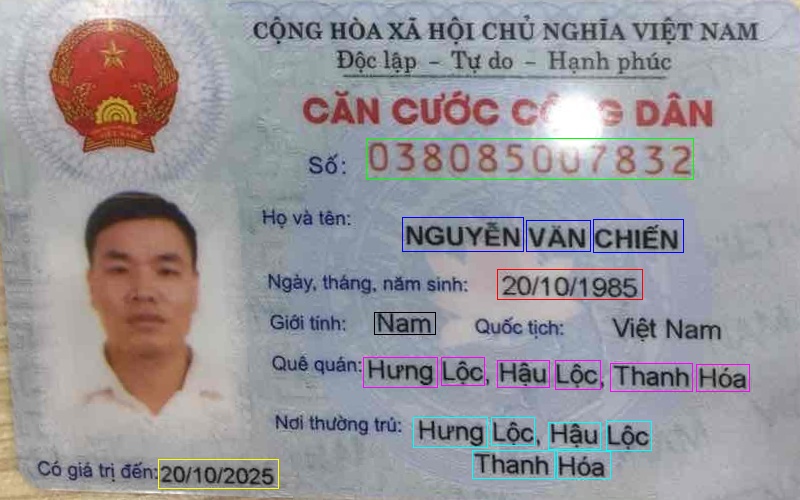 CỘNG HÒA XÃ HỘI CHỦ NGHĨA VIỆT NAM
Độc lập - Tự do - Hạnh phúc
CĂN CƯỚC CÔNG DÂN
Số: 038085007832
Họ và tên: NGUYỄN VĂN CHIẾN
Ngày, tháng, năm sinh: 20/10/1985
Giới tính: Nam Quốc tịch: Việt Nam
Quê quán: Hưng Lộc, Hậu Lộc, Thanh Hóa
Nơi thường trú: Hưng Lộc, Hậu Lộc
Thanh Hóa
Có giá trị đến: 20/10/2025